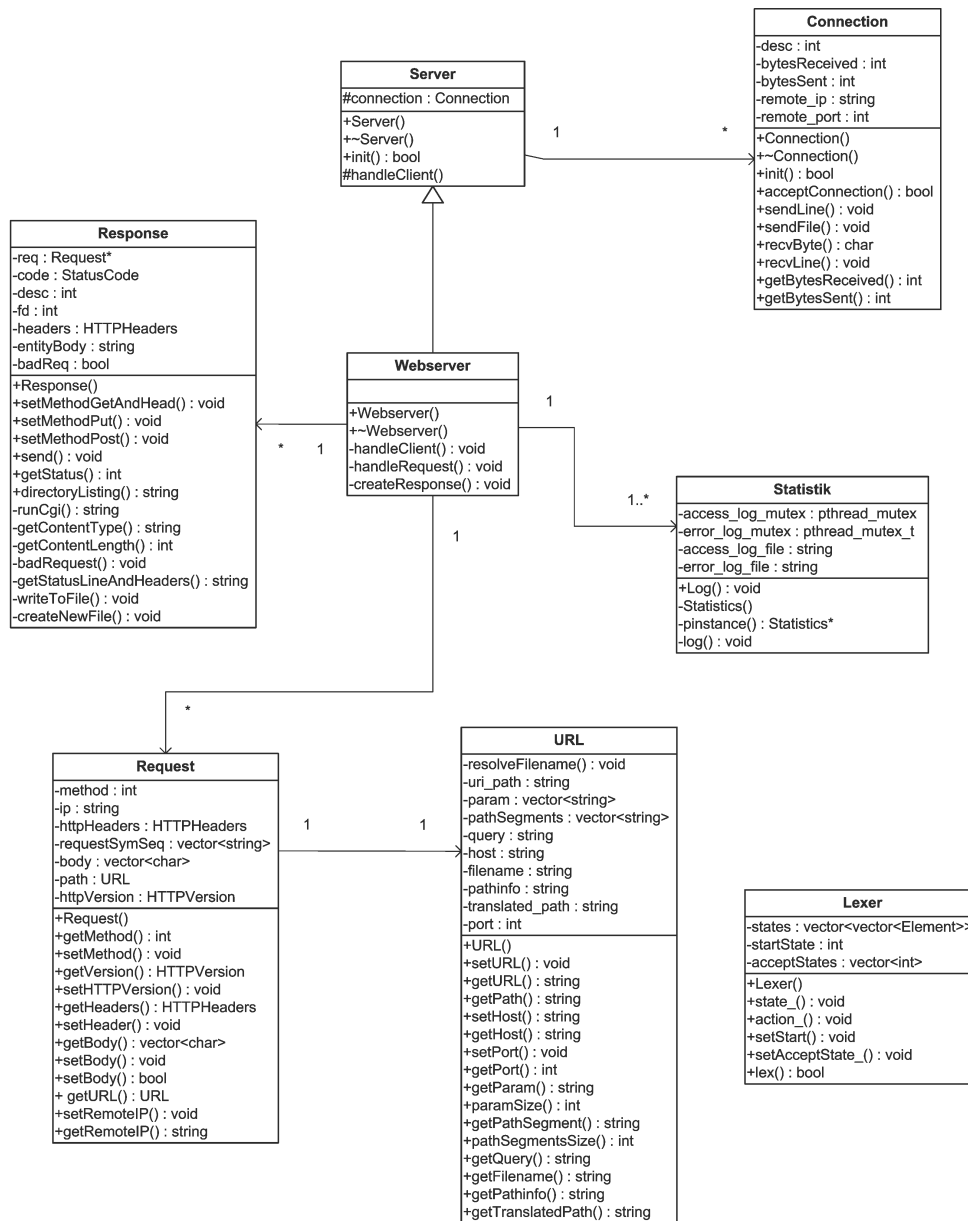 Connection
-desc : int
-bytesReceived : int
-bytesSent : int
-remote_ip : string
-remote_port : int
+Connection()
+~Connection()
+init() : bool
+acceptConnection() : bool
+sendLine() : void
+sendFile() : void
+recvByte() : char
+recvLine() : void
+getBytesReceived() : int
+getBytesSent() : int
Server
#connection : Connection
+Server()
+~Server()
+init() : bool
#handleClient()
1
*
Response
-req : Request*
-code : StatusCode
-desc : int
-fd : int
-headers : HTTPHeaders
-entityBody : string
-badReq : bool
+Response()
+setMethodGetAndHead() : void
+setMethodPut() : void
+setMethodPost() : void
+send() : void
+getStatus() : int
+directoryListing() : string
-runCgi() : string
-getContentType() : string
-getContentLength() : int
-badRequest() : void
-getStatusLineAndHeaders() : string
-writeToFile() : void
-createNewFile() : void
Webserver
+Webserver()
+~Webserver()
-handleClient() : void
-handleRequest() : void
-createResponse() : void
*
1
1
1..*
1
*
Statistik
-access_log_mutex : pthread_mutex
-error_log_mutex : pthread_mutex_t
-access_log_file : string
-error_log_file : string
+Log() : void
-Statistics()
-pinstance() : Statistics*
-log() : void
Request
-method : int
-ip : string
-httpHeaders : HTTPHeaders
-requestSymSeq : vector<string>
-body : vector<char>
-path : URL
-httpVersion : HTTPVersion
+Request()
+getMethod() : int
+setMethod() : void
+getVersion() : HTTPVersion
+setHTTPVersion() : void
+getHeaders() : HTTPHeaders
+setHeader() : void
+getBody() : vector<char>
+setBody() : void
+setBody() : bool
+ getURL() : URL
+setRemoteIP() : void
+getRemoteIP() : string
1
1
URL
-resolveFilename() : void
-uri_path : string
-param : vector<string>
-pathSegments : vector<string>
-query : string
-host : string
-filename : string
-pathinfo : string
-translated_path : string
-port : int
+URL()
+setURL() : void
+getURL() : string
+getPath() : string
+setHost() : string
+getHost() : string
+setPort() : void
+getPort() : int
+getParam() : string
+paramSize() : int
+getPathSegment() : string
+pathSegmentsSize() : int
+getQuery() : string
+getFilename() : string
+getPathinfo() : string
+getTranslatedPath() : string
Lexer
-states : vector<vector<Element>>
-startState : int
-acceptStates : vector<int>
+Lexer()
+state_() : void
+action_() : void
+setStart() : void
+setAcceptState_() : void
+lex() : bool